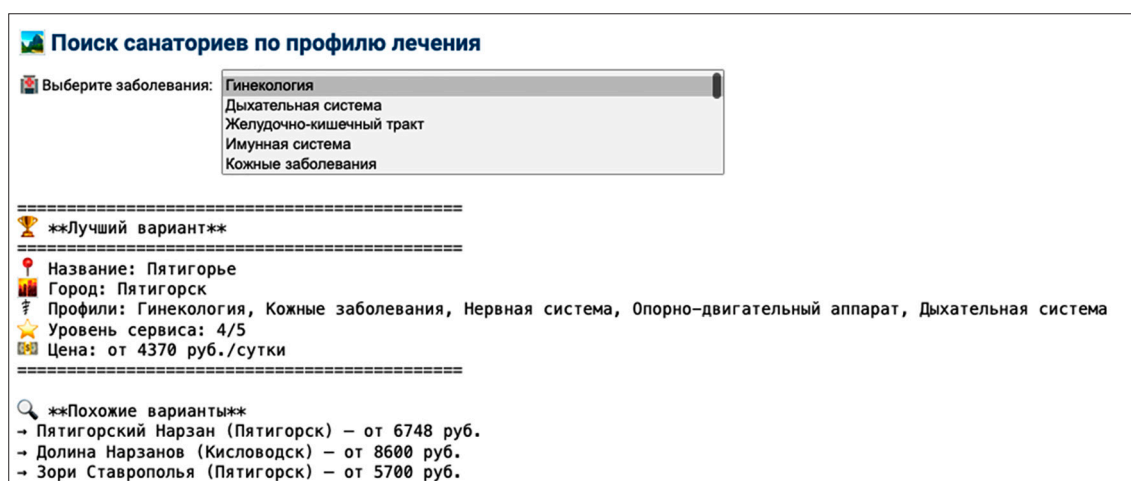 Поиск санаториев по профилю лечения
Выберите заболевания:
Гинекология
Дыхательная система
Желудочно-кишечный тракт
Имунная система
Кожные заболевания
=============================================
**Лучший вариант**
=============================================
Название: Пятигорье
Город: Пятигорск
Профили: Гинекология, Кожные заболевания, Нервная система, Опорно-двигательный аппарат, Дыхательная система
Уровень сервиса: 4/5
Цена: от 4370 руб./сутки
=============================================
**Похожие варианты**
→ Пятигорский Нарзан (Пятигорск) — от 6748 руб.
→ Долина Нарзанов (Кисловодск) — от 8600 руб.
→ Зори Ставрополья (Пятигорск) — от 5700 руб.